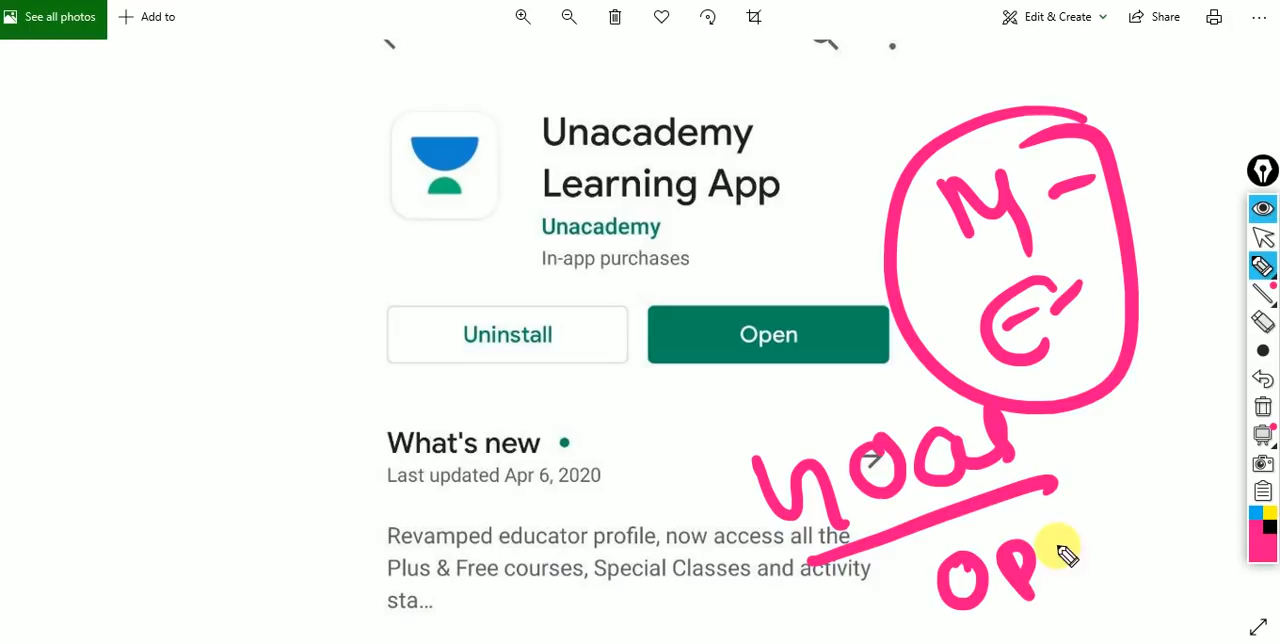 See all photos
Add to
Edit & Create
Share
Unacademy
Learning App
Unacademy
In-app purchases
Uninstall
Open
What's new
Last updated Apr 6, 2020
Revamped educator profile, now access all the
Plus & Free courses, Special Classes and activity
sta...
M-
E-
op